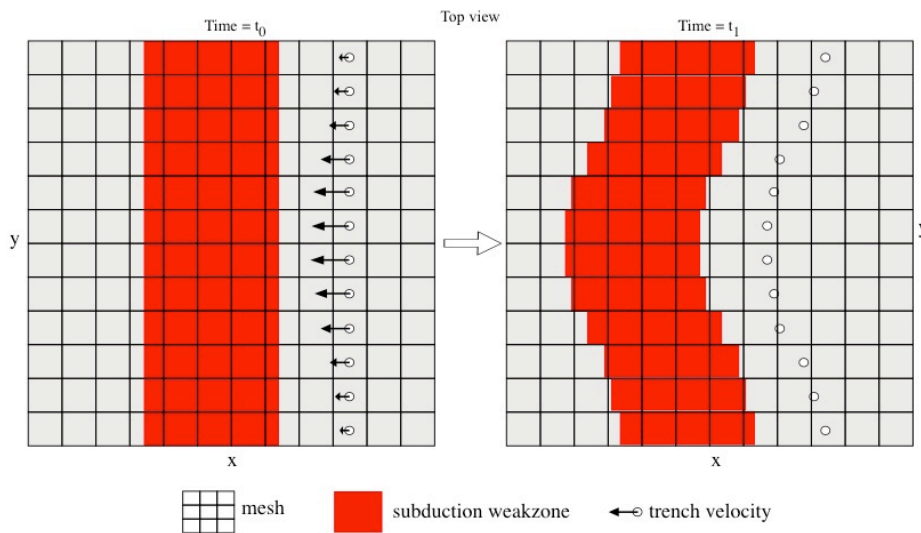 Top view
Time = t0
Time = t1
y
y
x
x
mesh
subduction weakzone
trench velocity